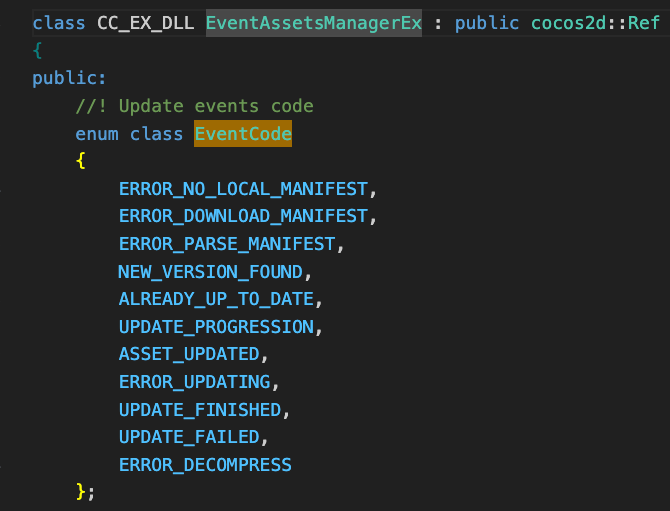 class CC_EX_DLL EventAssetsManagerEx : public cocos2d::Ref
{
public:
//! Update events code
enum class EventCode
{
ERROR_NO_LOCAL_MANIFEST,
ERROR_DOWNLOAD_MANIFEST,
ERROR_PARSE_MANIFEST,
NEW_VERSION_FOUND,
ALREADY_UP_TO_DATE,
UPDATE_PROGRESSION,
ASSET_UPDATED,
ERROR_UPDATING,
UPDATE_FINISHED,
UPDATE_FAILED,
ERROR_DECOMPRESS
};